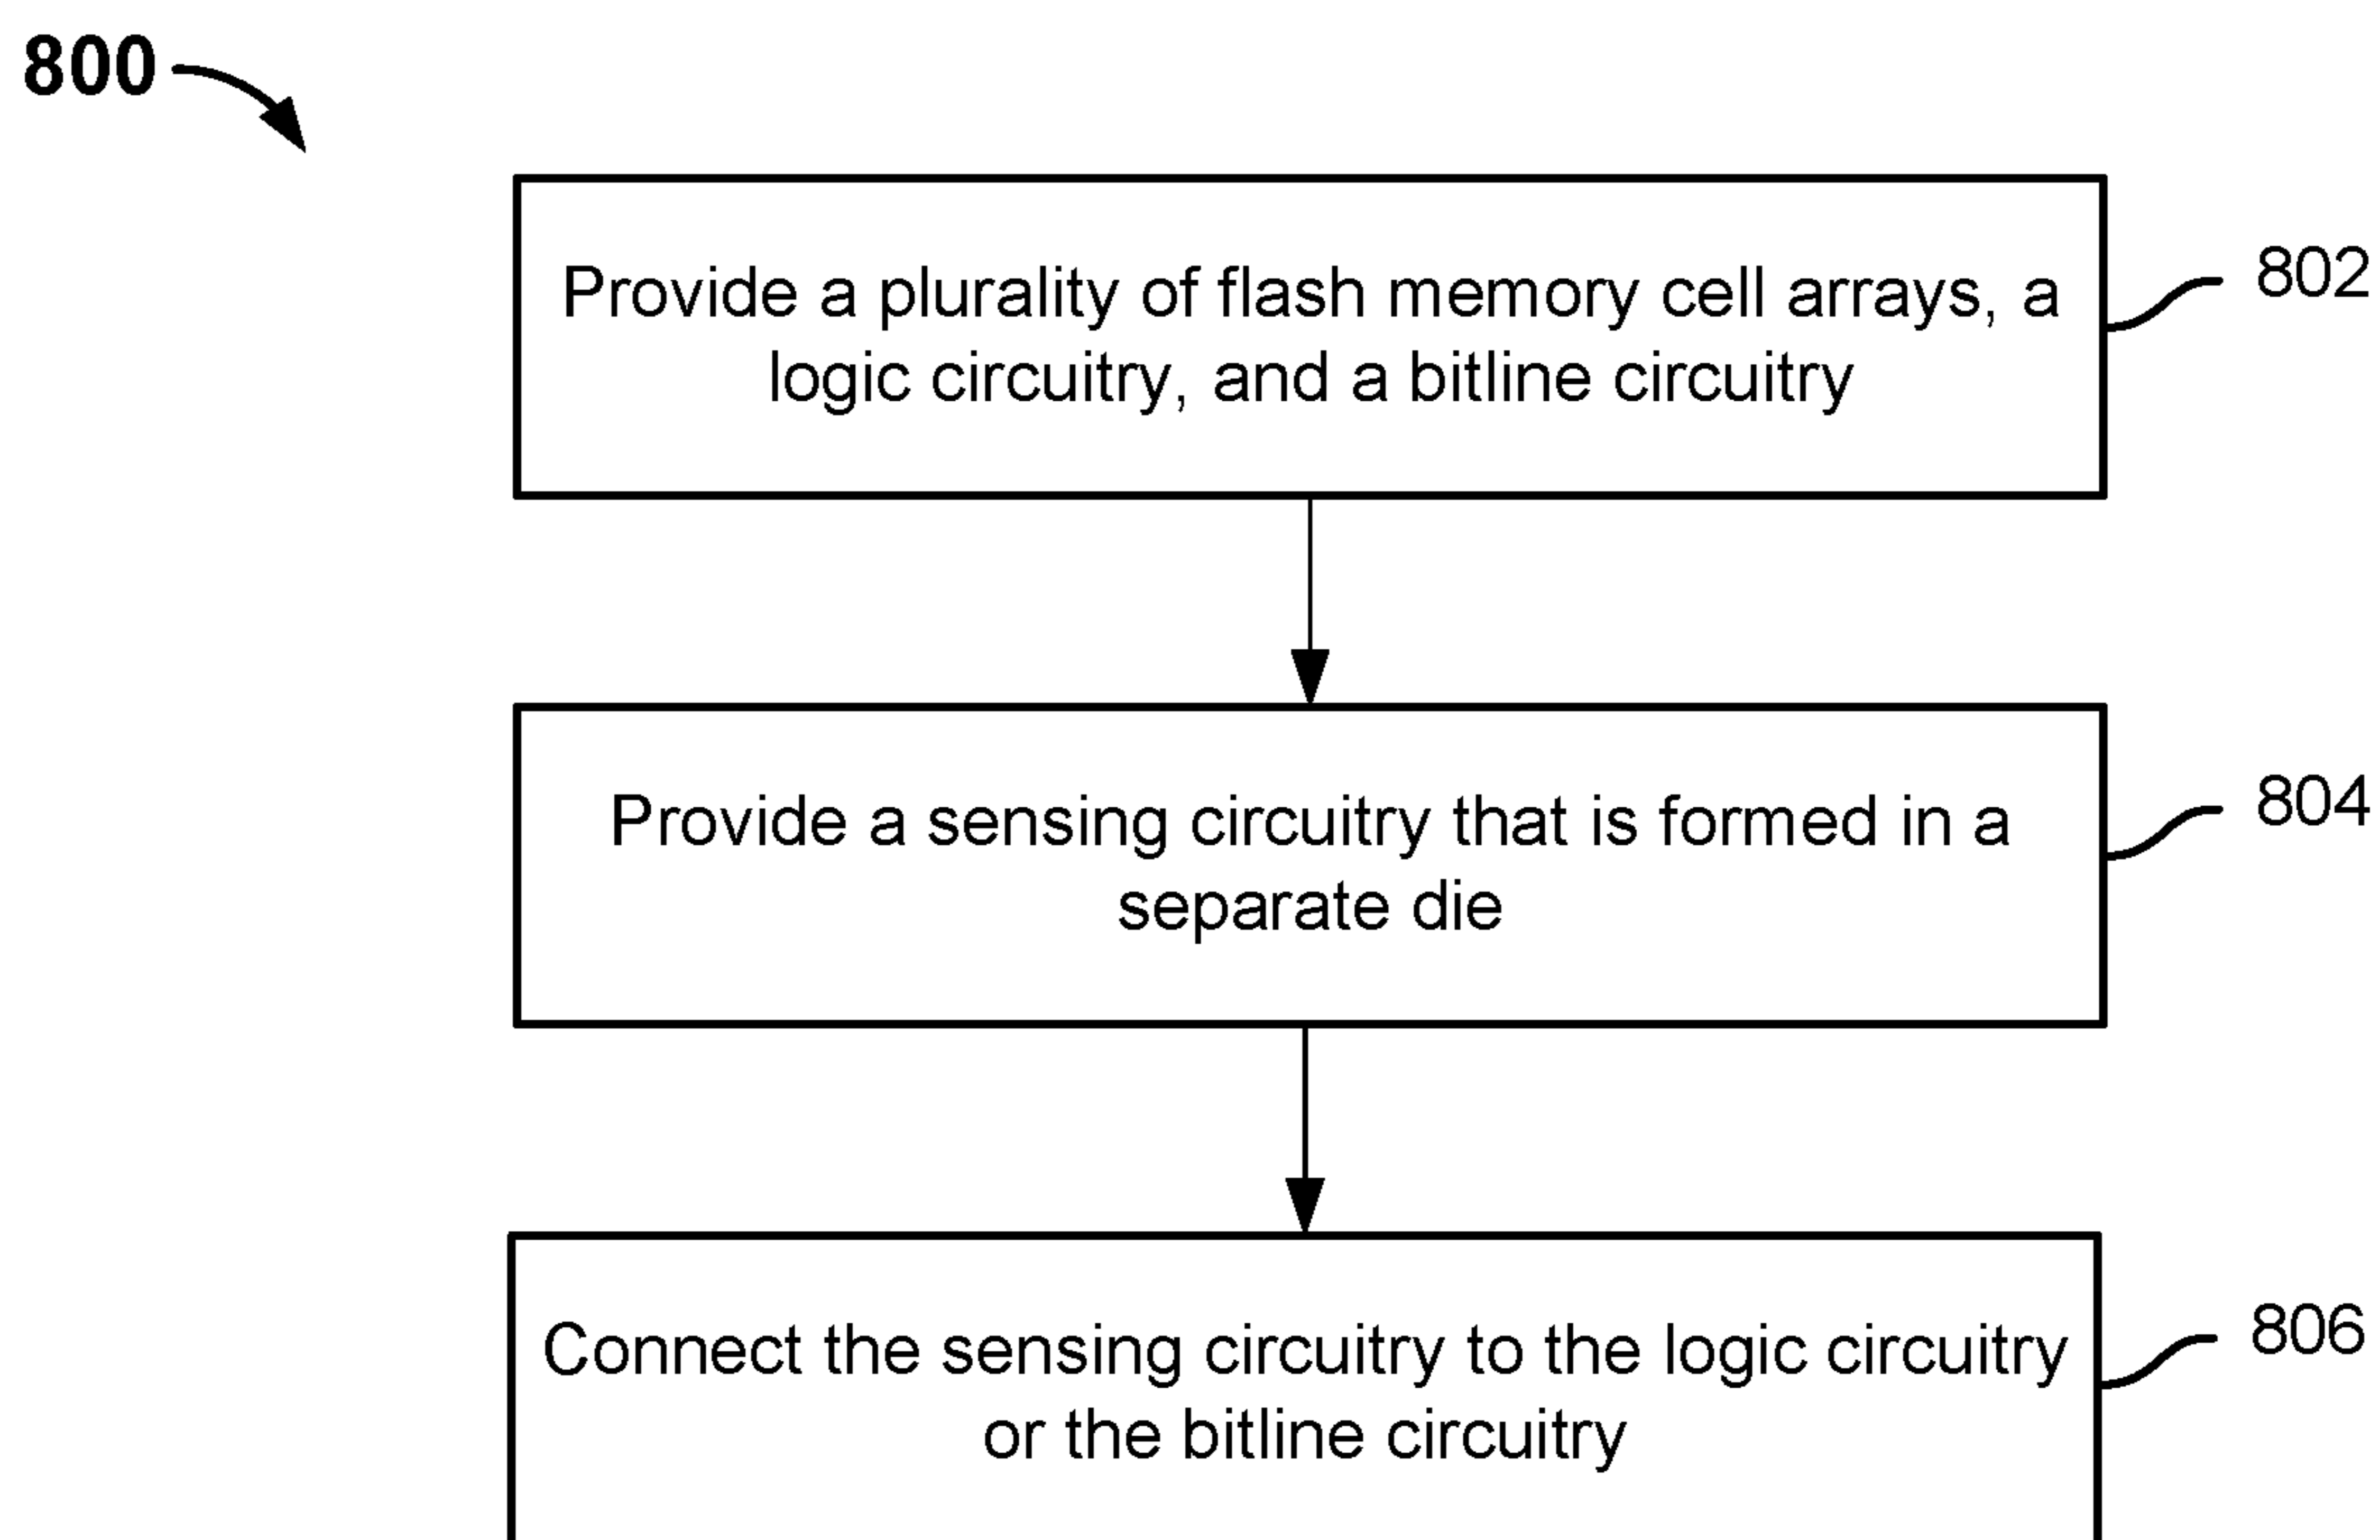 800
Provide a plurality of flash memory cell arrays, a
logic circuitry, and a bitline circuitry
802
Provide a sensing circuitry that is formed in a
separate die
804
Connect the sensing circuitry to the logic circuitry
or the bitline circuitry
806